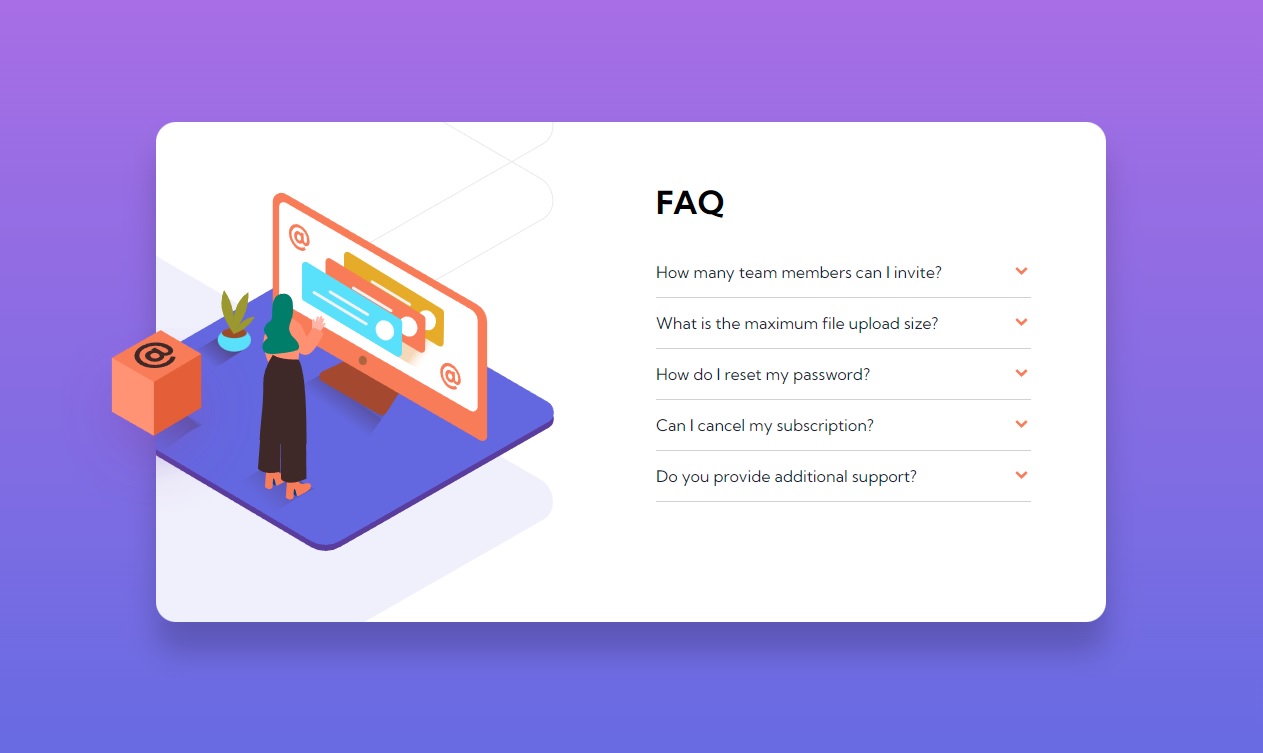 FAQ
How many team members can I invite?
What is the maximum file upload size?
How do I reset my password?
Can I cancel my subscription?
Do you provide additional support?
@
@
@